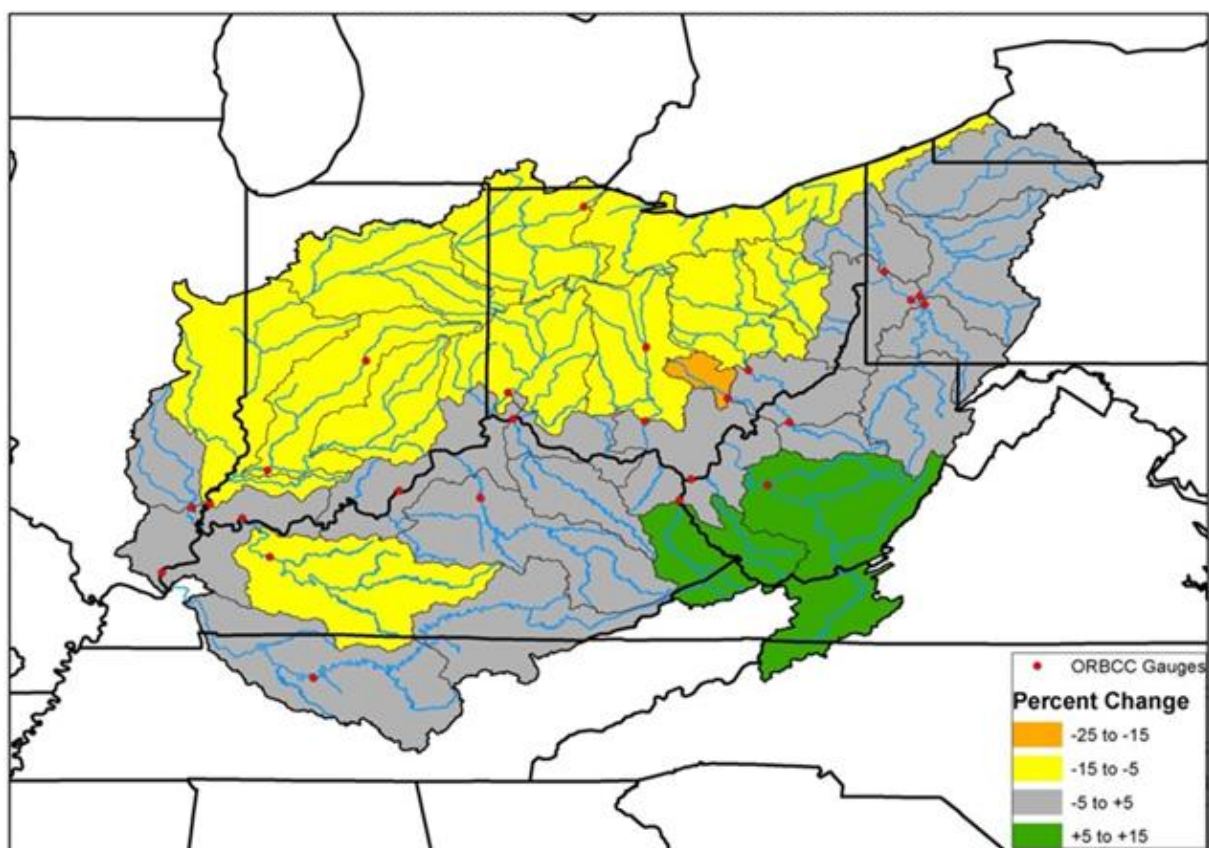 ORBCC Gauges
Percent Change
-25 to -15
-15 to -5
-5 to +5
+5 to +15